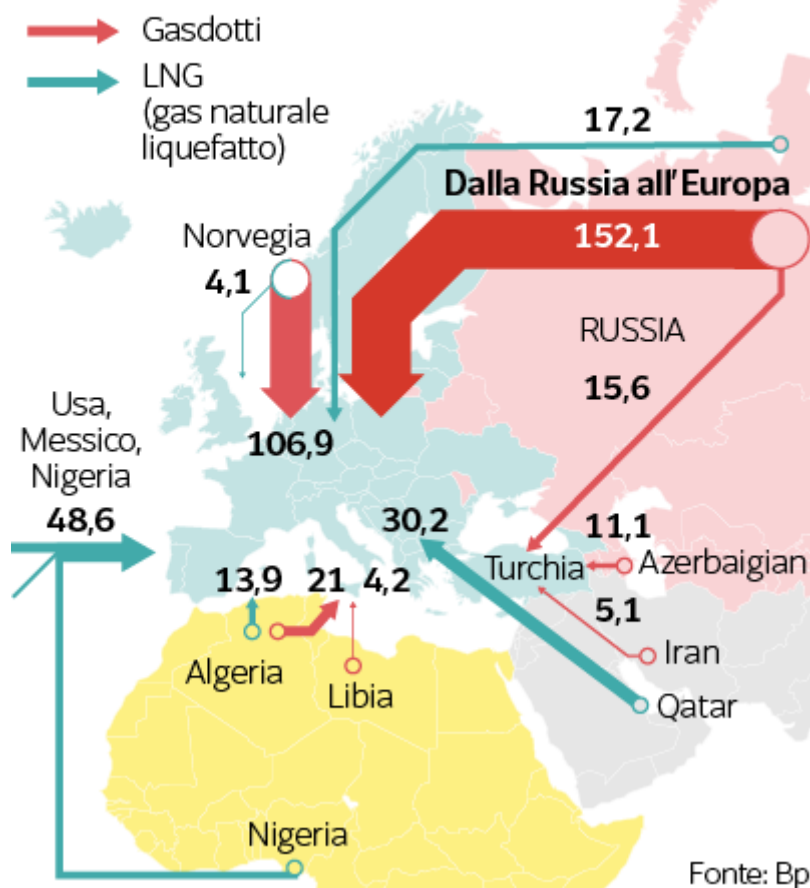 Gasdotti
LNG
(gas naturale
liquefatto)
17,2
Dalla Russia all'Europa
152,1
Norvegia
4,1
RUSSIA
15,6
Usa,
Messico,
Nigeria
48,6
106,9
30,2
11,1
Turchia
Azerbaigian
13,9
21
4,2
5,1
Iran
Algeria
Libia
Qatar
Nigeria
Fonte: Bp